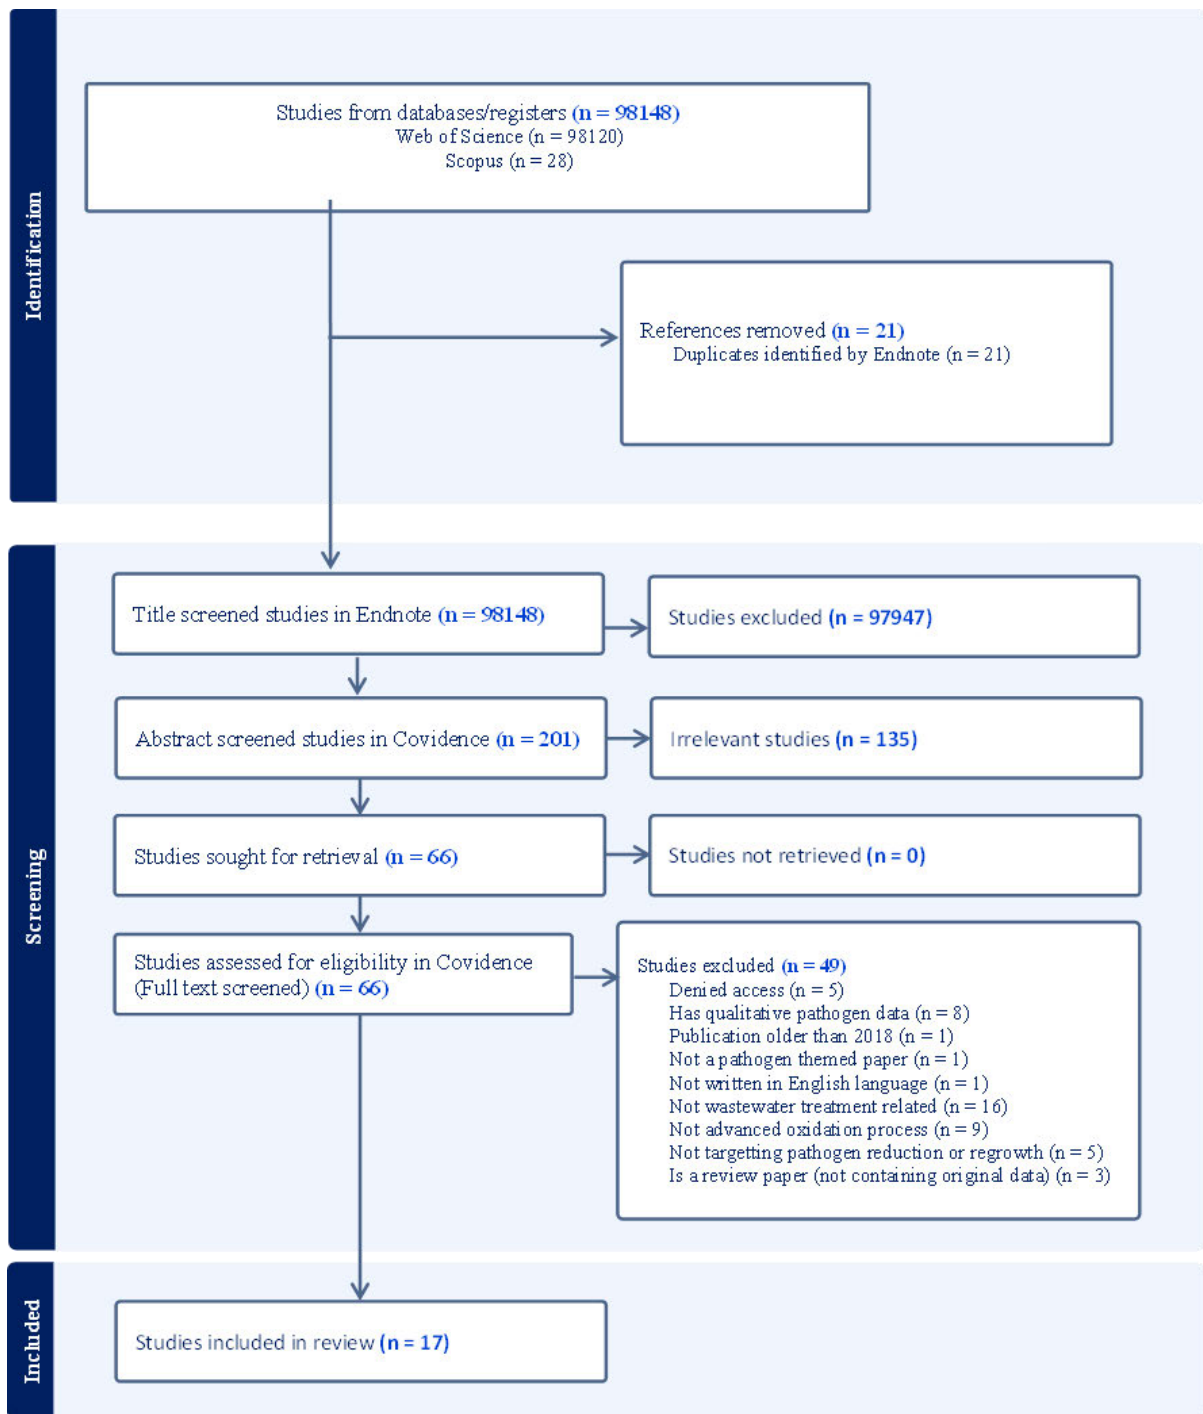 Identification
Studies from databases/registers (n = 98148)
Web of Science (n = 98120)
Scopus (n = 28)
References removed (n = 21)
Duplicates identified by Endnote (n = 21)
Screening
Title screened studies in Endnote (n = 98148)
Studies excluded (n = 97947)
Abstract screened studies in Covidence (n = 201)
Irrelevant studies (n = 135)
Studies sought for retrieval (n = 66)
Studies not retrieved (n = 0)
Studies assessed for eligibility in Covidence
(Full text screened) (n = 66)
Studies excluded (n = 49)
Denied access (n = 5)
Has qualitative pathogen data (n = 8)
Publication older than 2018 (n = 1)
Not a pathogen themed paper (n = 1)
Not written in English language (n = 1)
Not wastewater treatment related (n = 16)
Not advanced oxidation process (n = 9)
Not targetting pathogen reduction or regrowth (n = 5)
Is a review paper (not containing original data) (n = 3)
Included
Studies included in review (n = 17)